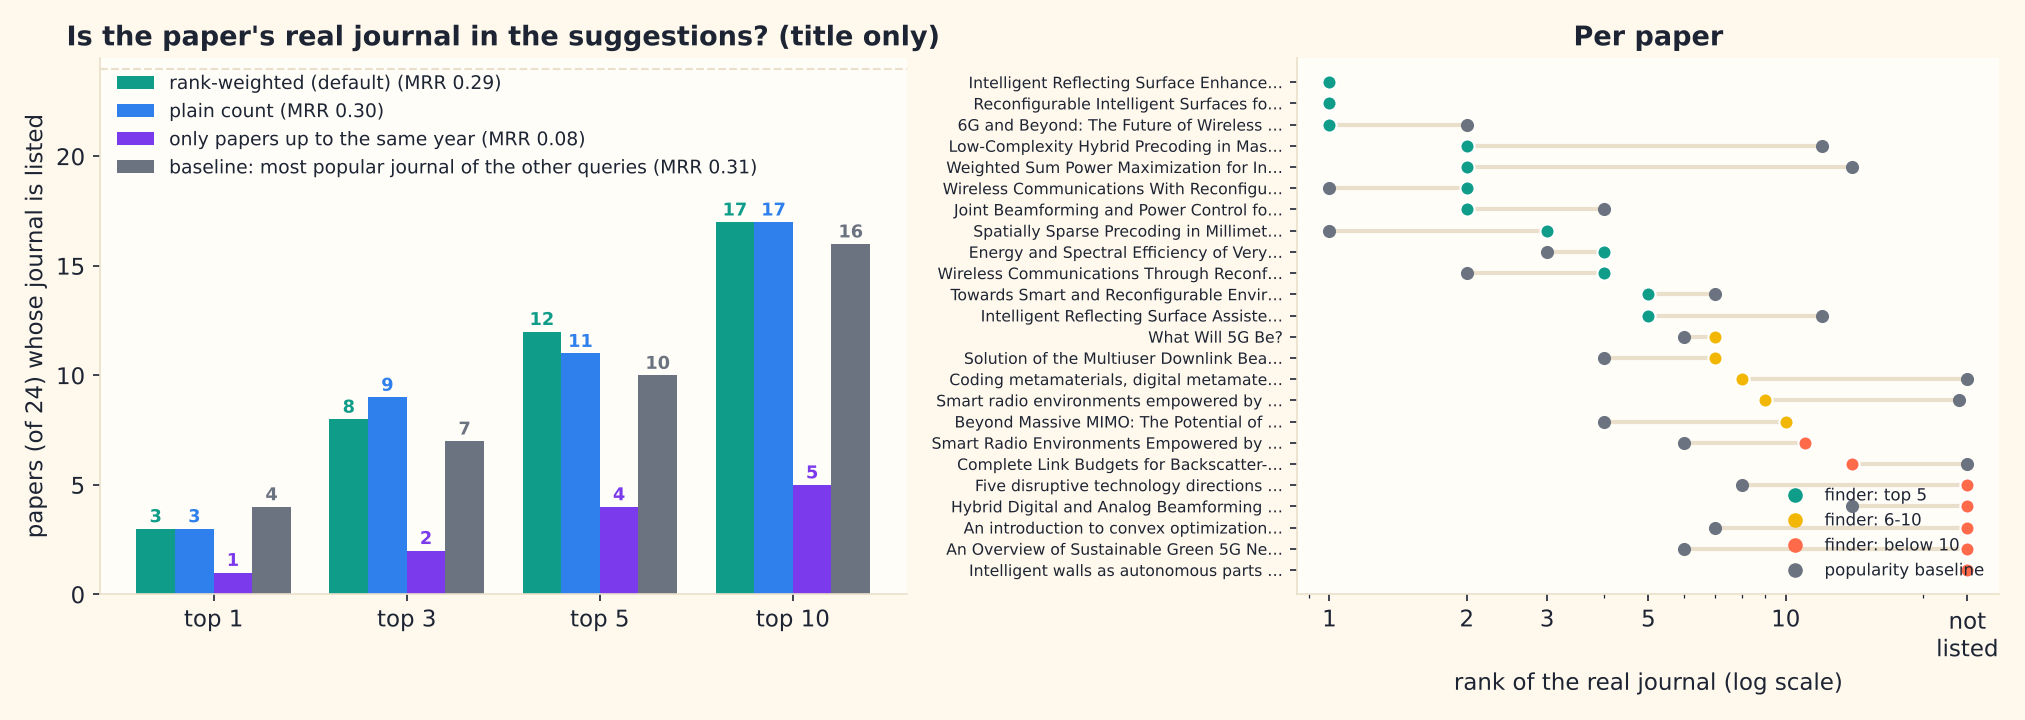 Is the paper's real journal in the suggestions? (title only)
papers (of 24) whose journal is listed
20
15
10
5
0
rank-weighted (default) (MRR 0.29)
plain count (MRR 0.30)
only papers up to the same year (MRR 0.08)
baseline: most popular journal of the other queries (MRR 0.31)
3 3 1 4
8 9 2 7
12 11 4 10
17 17 5 16
top 1 top 3 top 5 top 10
Per paper
Intelligent Reflecting Surface Enhance...
Reconfigurable Intelligent Surfaces fo...
6G and Beyond: The Future of Wireless ...
Low-Complexity Hybrid Precoding in Mas...
Weighted Sum Power Maximization for In...
Wireless Communications With Reconfigu...
Joint Beamforming and Power Control fo...
Spatially Sparse Precoding in Millimet...
Energy and Spectral Efficiency of Very...
Wireless Communications Through Reconf...
Towards Smart and Reconfigurable Envir...
Intelligent Reflecting Surface Assiste...
What Will 5G Be?
Solution of the Multiuser Downlink Bea...
Coding metamaterials, digital metamate...
Smart radio environments empowered by ...
Beyond Massive MIMO: The Potential of ...
Smart Radio Environments Empowered by ...
Complete Link Budgets for Backscatter-...
Five disruptive technology directions ...
Hybrid Digital and Analog Beamforming ...
An introduction to convex optimization...
An Overview of Sustainable Green 5G Ne...
Intelligent walls as autonomous parts ...
finder: top 5
finder: 6-10
finder: below 10
popularity baseline
1 2 3 5 10 not
listed
rank of the real journal (log scale)